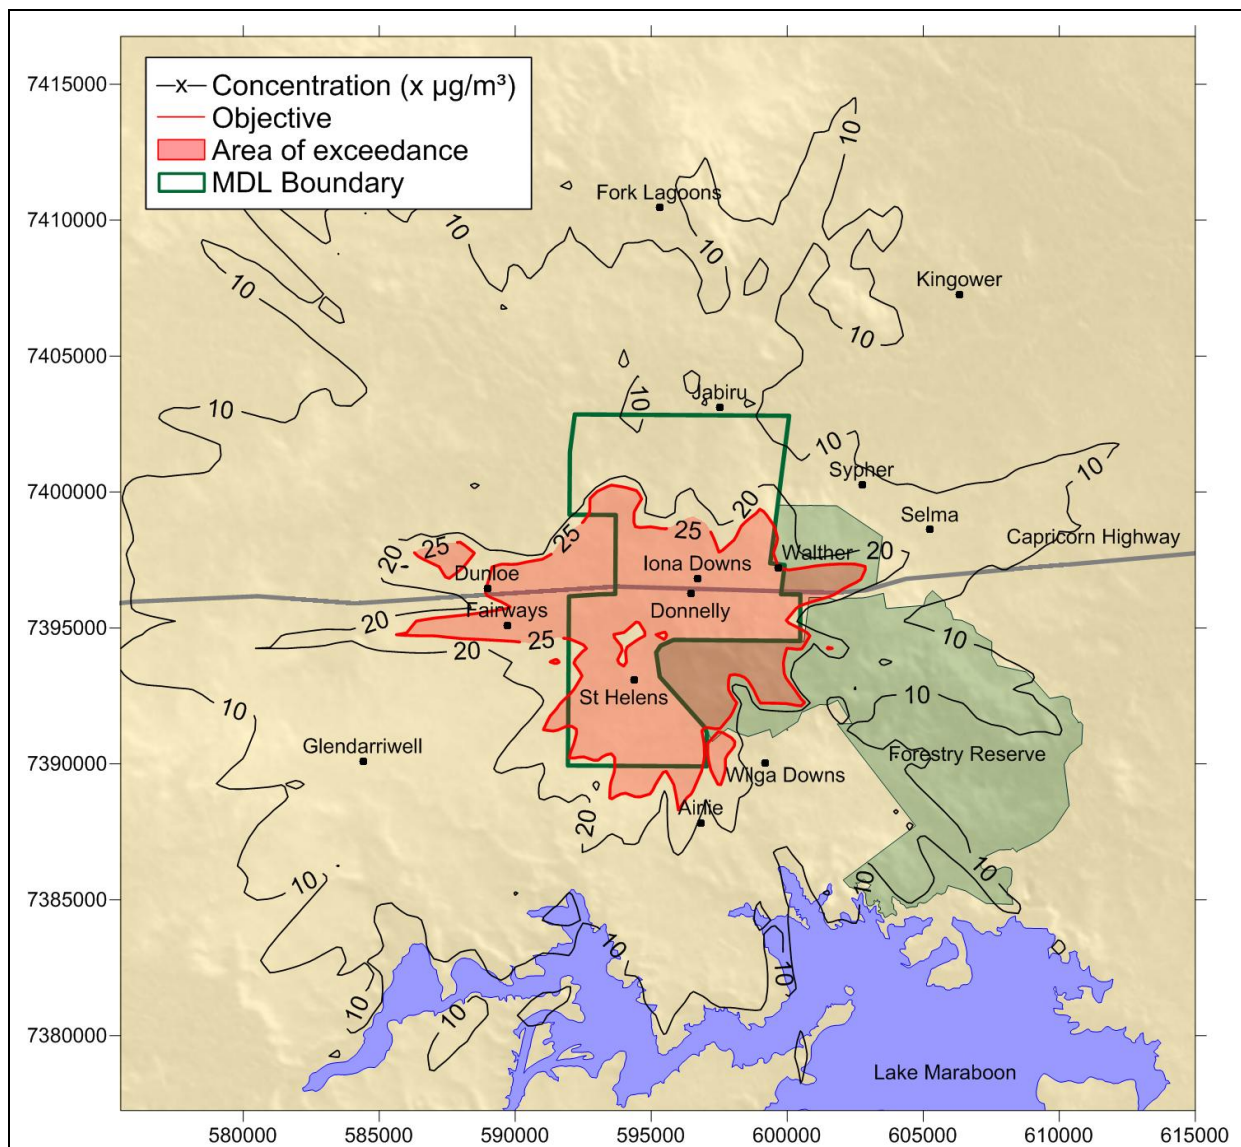 7415000
—x— Concentration (x µg/m³)
Objective
Area of exceedance
MDL Boundary
10
Fork Lagoons
7410000
10
10
Kingower
10
10
7405000
Jabiru
10
10
10
Sypher
10
7400000
20
Selma
25
25
Capricorn Highway
20
25
Walther
20
Dunloe
Iona Downs
Fairways
Donnelly
20
7395000
25
20
10
St Helens
10
10
Glendarriwell
Forestry Reserve
7390000
Wilga Downs
Airlie
20
10
10
10
7385000
10
10
10
10
7380000
Lake Maraboon
580000 585000 590000 595000 600000 605000 610000 615000